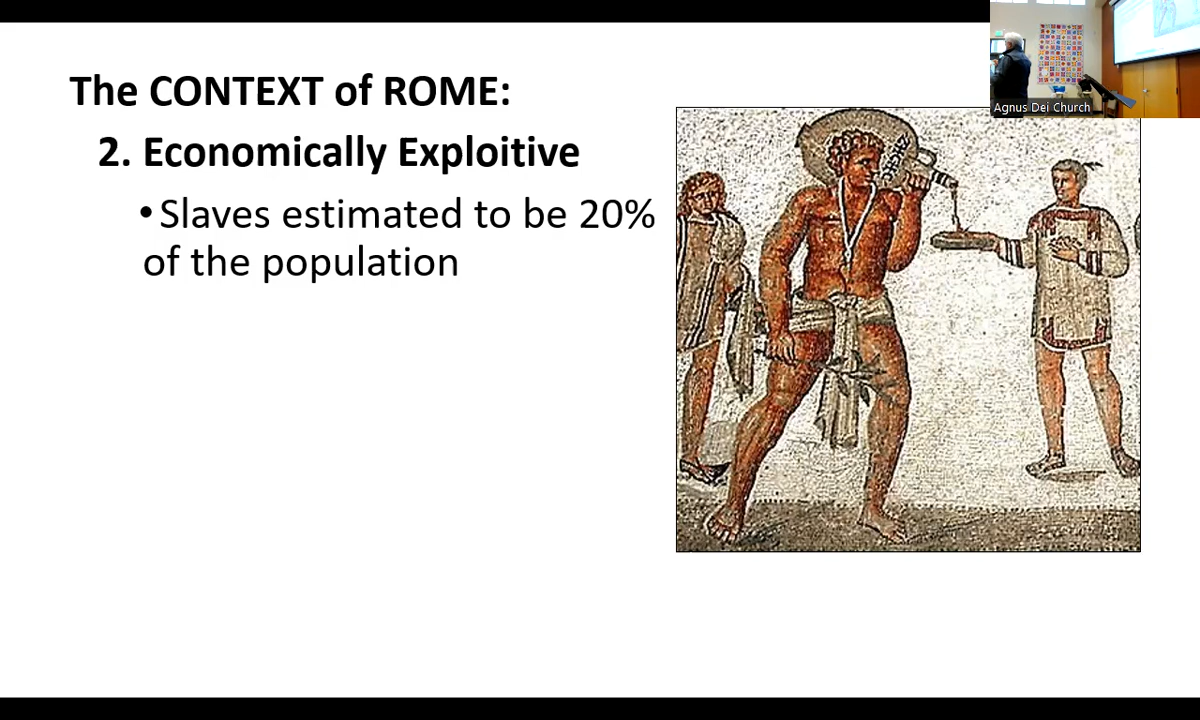 The CONTEXT of ROME:
2. Economically Exploitive
•Slaves estimated to be 20%
of the population
Agnus Dei Church